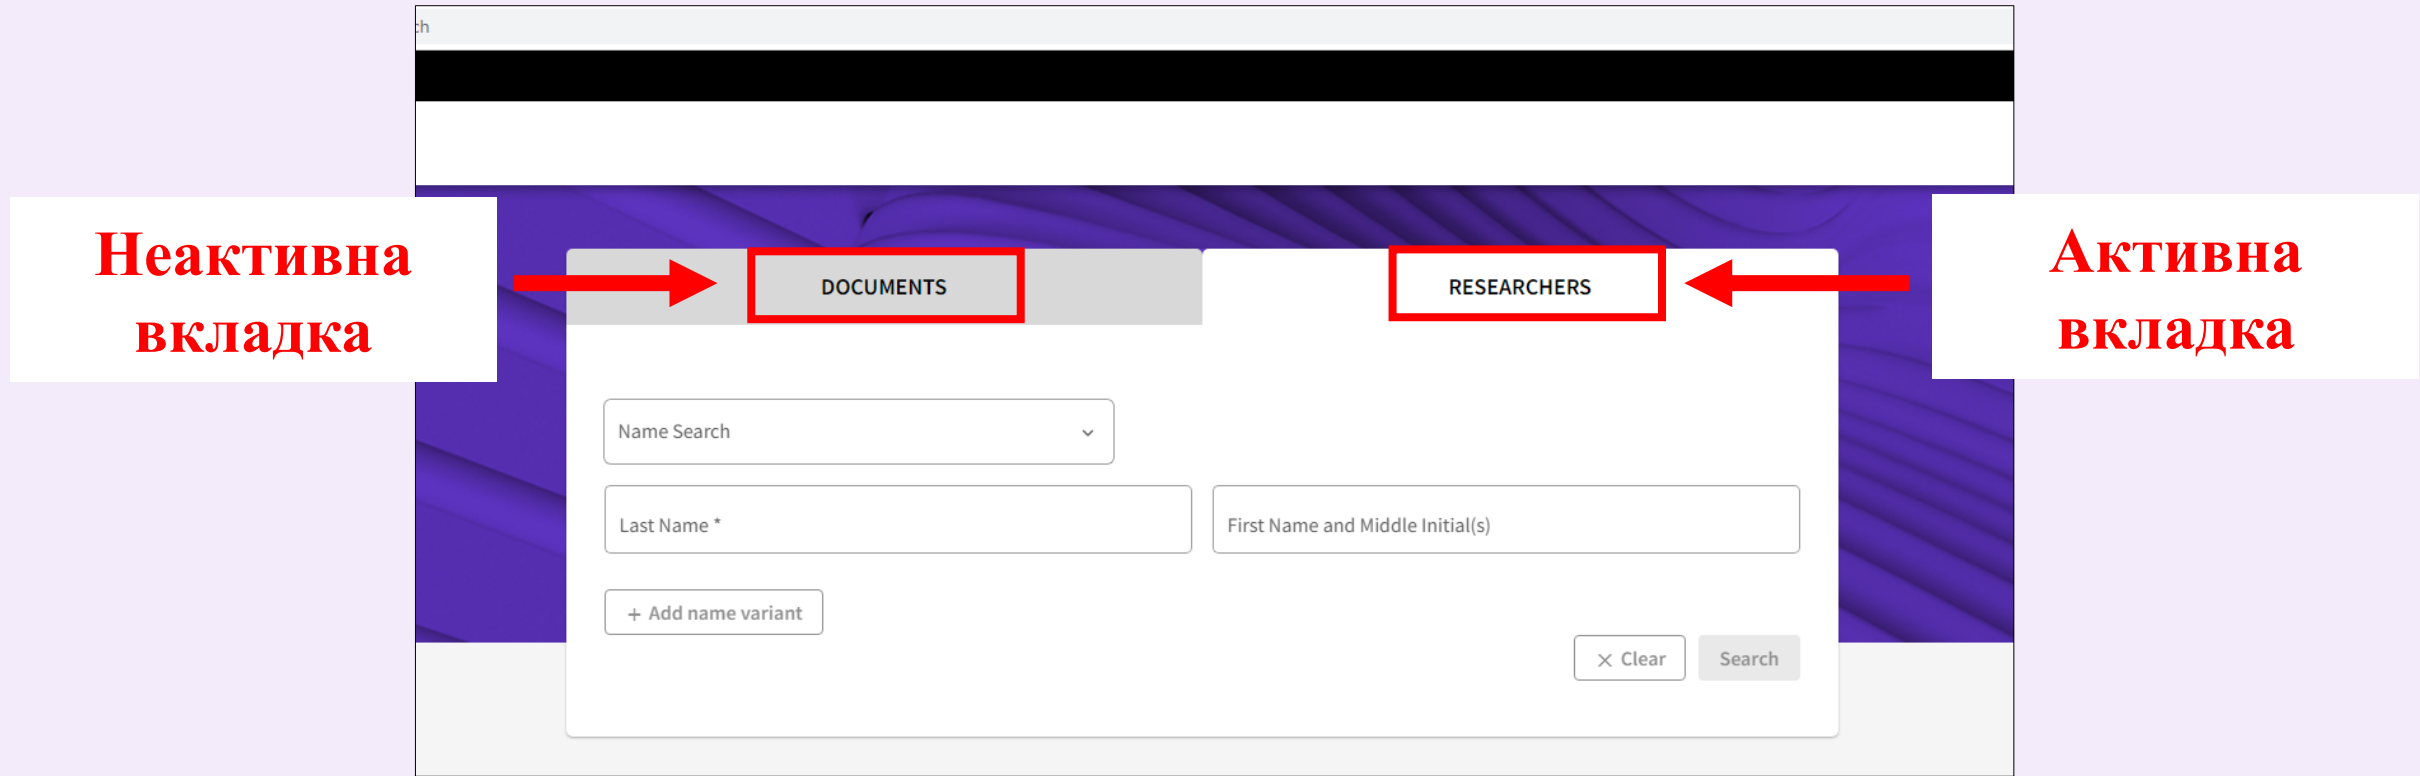 Неактивна
вкладка
DOCUMENTS
RESEARCHERS
Активна
вкладка
Name Search
Last Name *
First Name and Middle Initial(s)
+ Add name variant
× Clear
Search